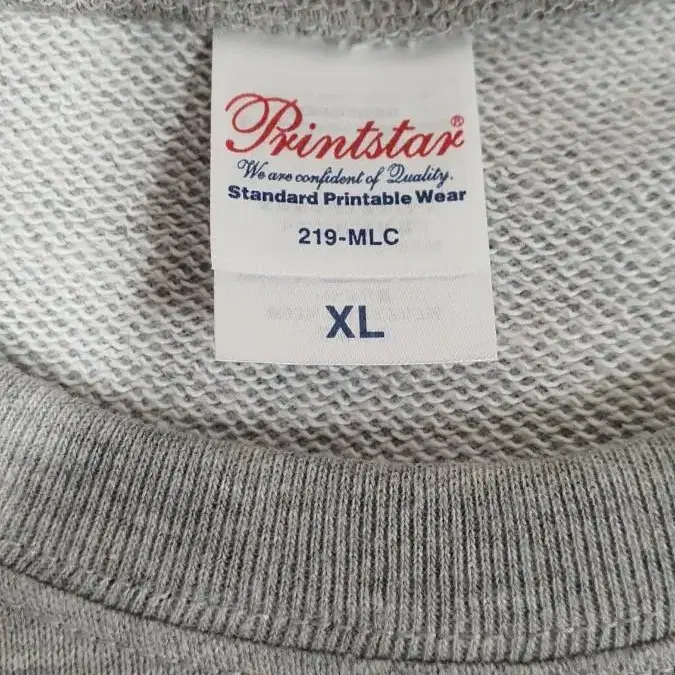 Printstar®
We are confident of Quality.
Standard Printable Wear
219-MLC
XL